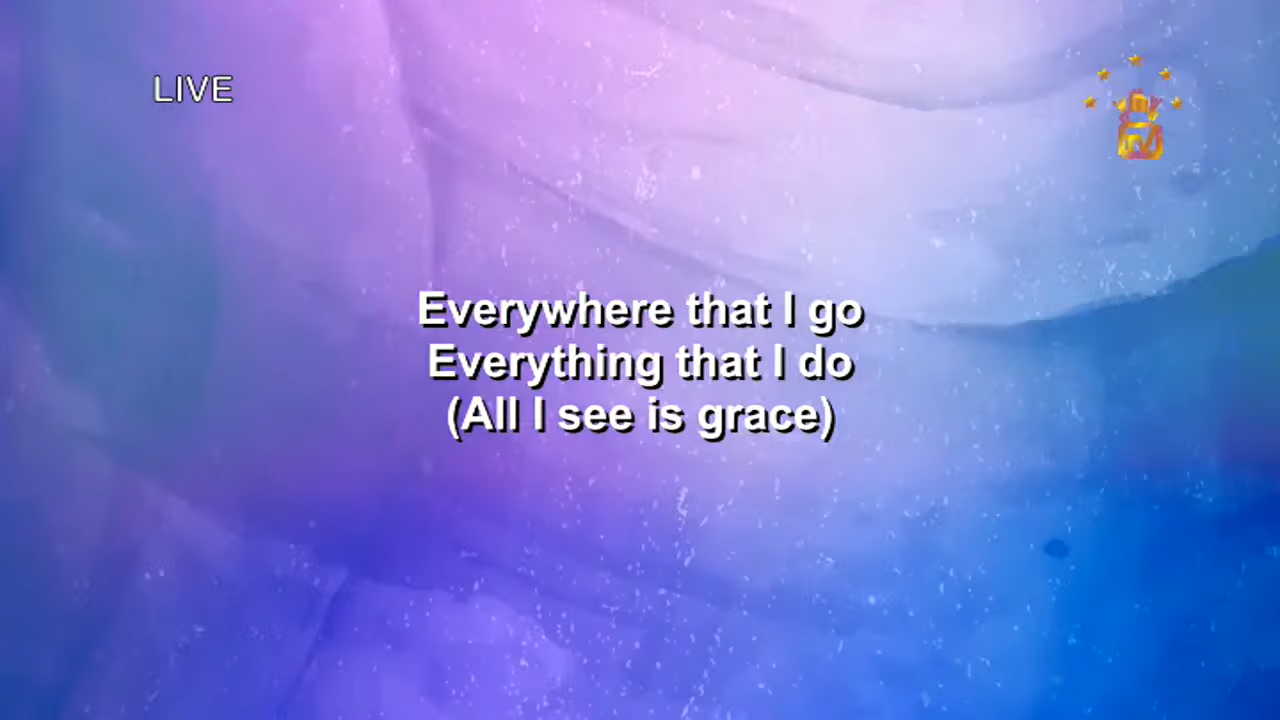 LIVE
Everywhere that I go
Everything that I do
(All I see is grace)